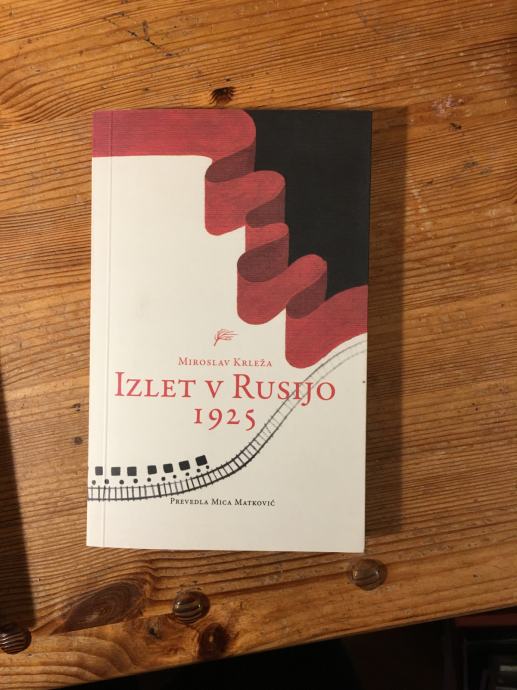 Miroslav Krleža
Izlet v Rusijo
1925
Prevedla Mica Matković